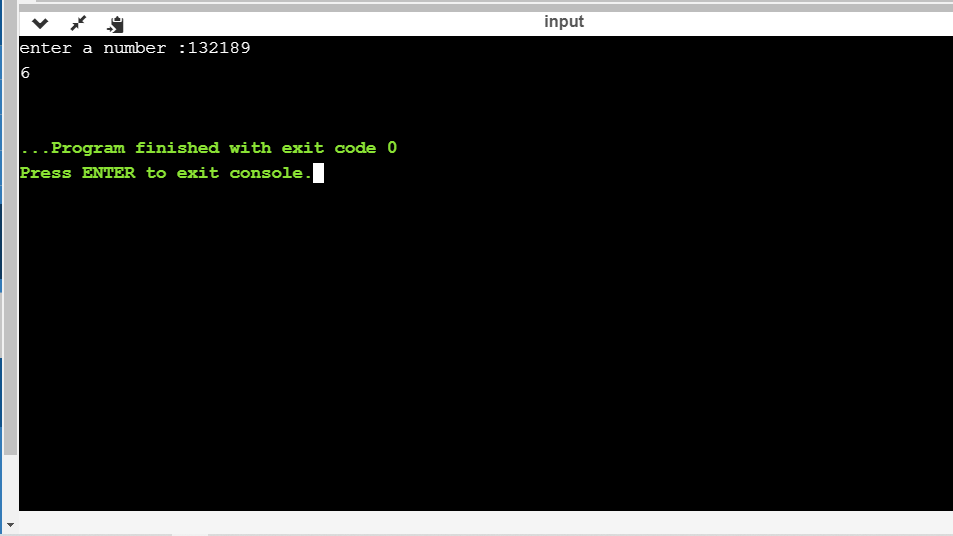 input
enter a number :132189
6
...Program finished with exit code 0
Press ENTER to exit console.